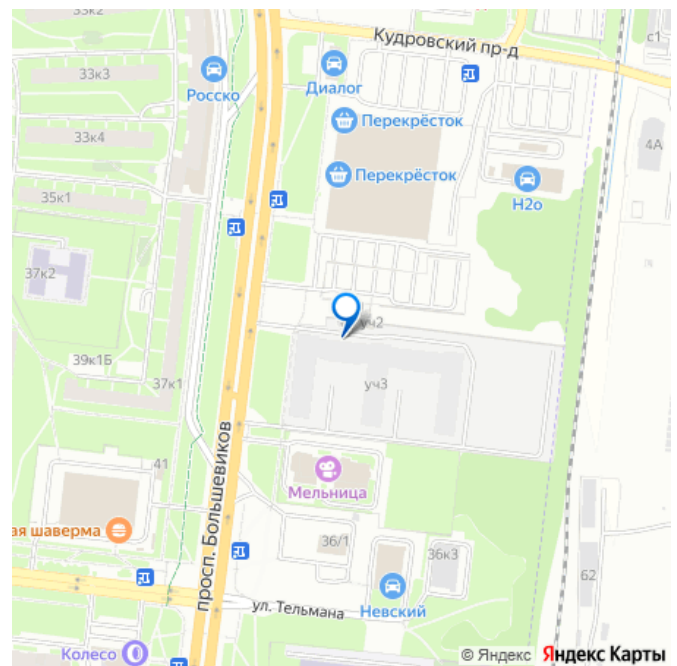 33к2
с1
Кудровский пр-д
33к3
Росско
Диалог
Перекрёсток
33к4
4А
Перекрёсток
35к1
Н2о
37к2
уч2
39к1Б
37к1
уч3
просп. Большевиков
41
Мельница
ая шаверма
36/1
36к3
62
ул. Тельмана
Невский
Колесо
© Яндекс Яндекс Карты